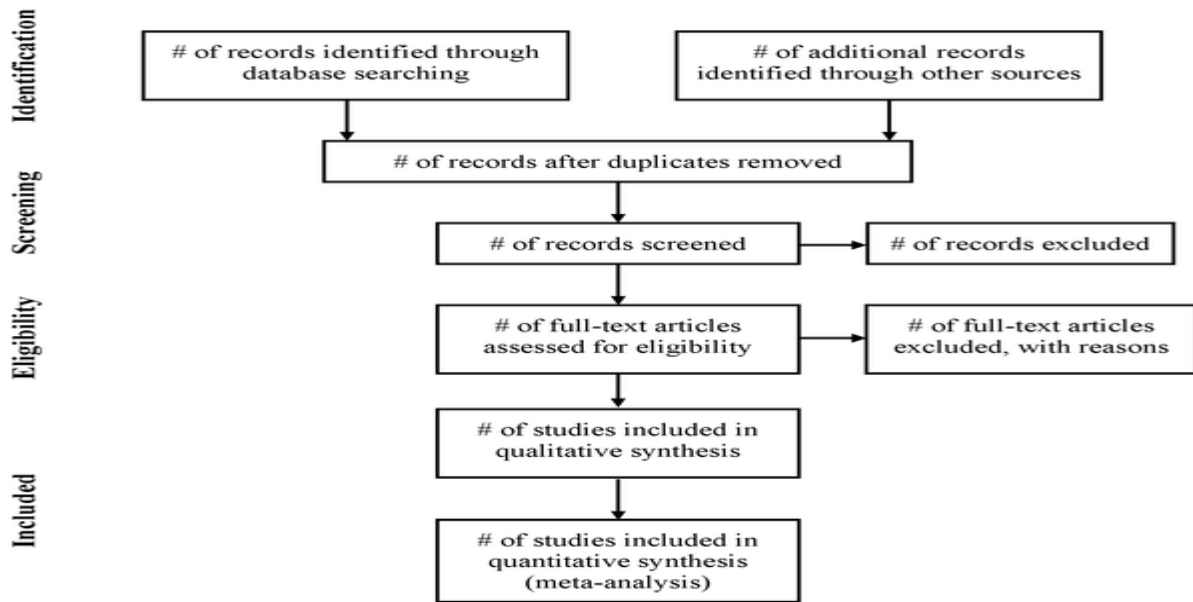 Identification
# of records identified through
database searching
# of additional records
identified through other sources
# of records after duplicates removed
Screening
# of records screened
# of records excluded
Eligibility
# of full-text articles
assessed for eligibility
# of full-text articles
excluded, with reasons
Included
# of studies included in
qualitative synthesis
# of studies included in
quantitative synthesis
(meta-analysis)